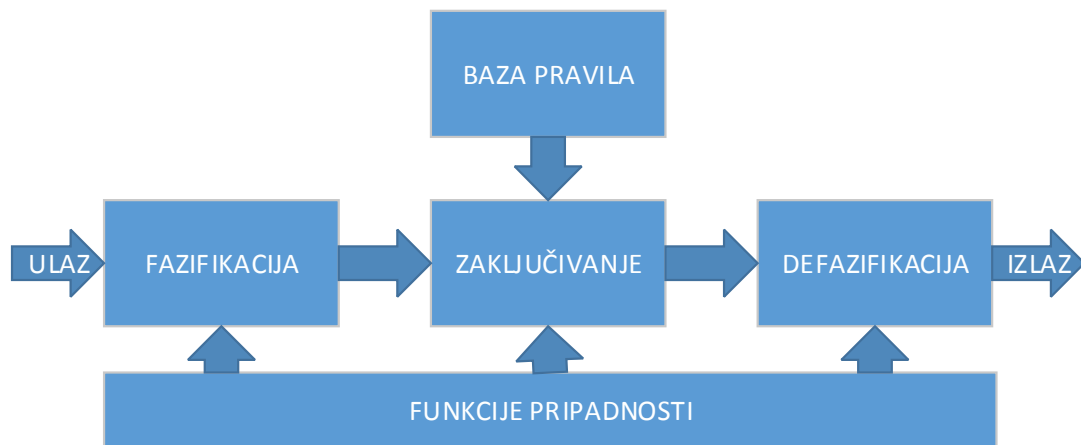 BAZA PRAVILA
ULAZ
FAZIFIKACIJA
ZAKLJUČIVANJE
DEFAZIFIKACIJA
IZLAZ
FUNKCIJE PRIPADNOSTI